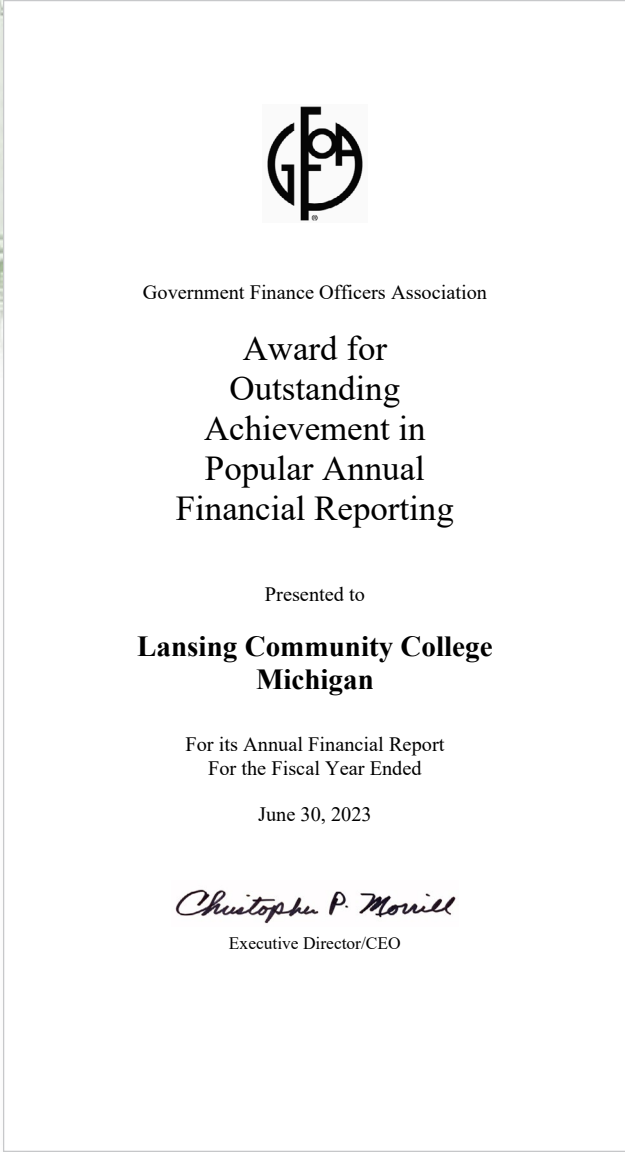 GFOA
®
Government Finance Officers Association
Award for
Outstanding
Achievement in
Popular Annual
Financial Reporting
Presented to
Lansing Community College
Michigan
For its Annual Financial Report
For the Fiscal Year Ended
June 30, 2023
Christopher P. Morrill
Executive Director/CEO